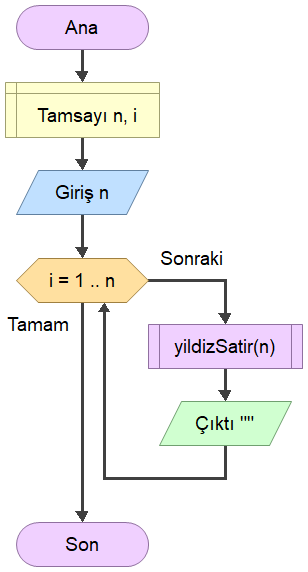 Ana
Tamsayı n, i
Giriş n
i = 1 .. n
Sonraki
Tamam
yildizSatir(n)
Çıktı ""
Son